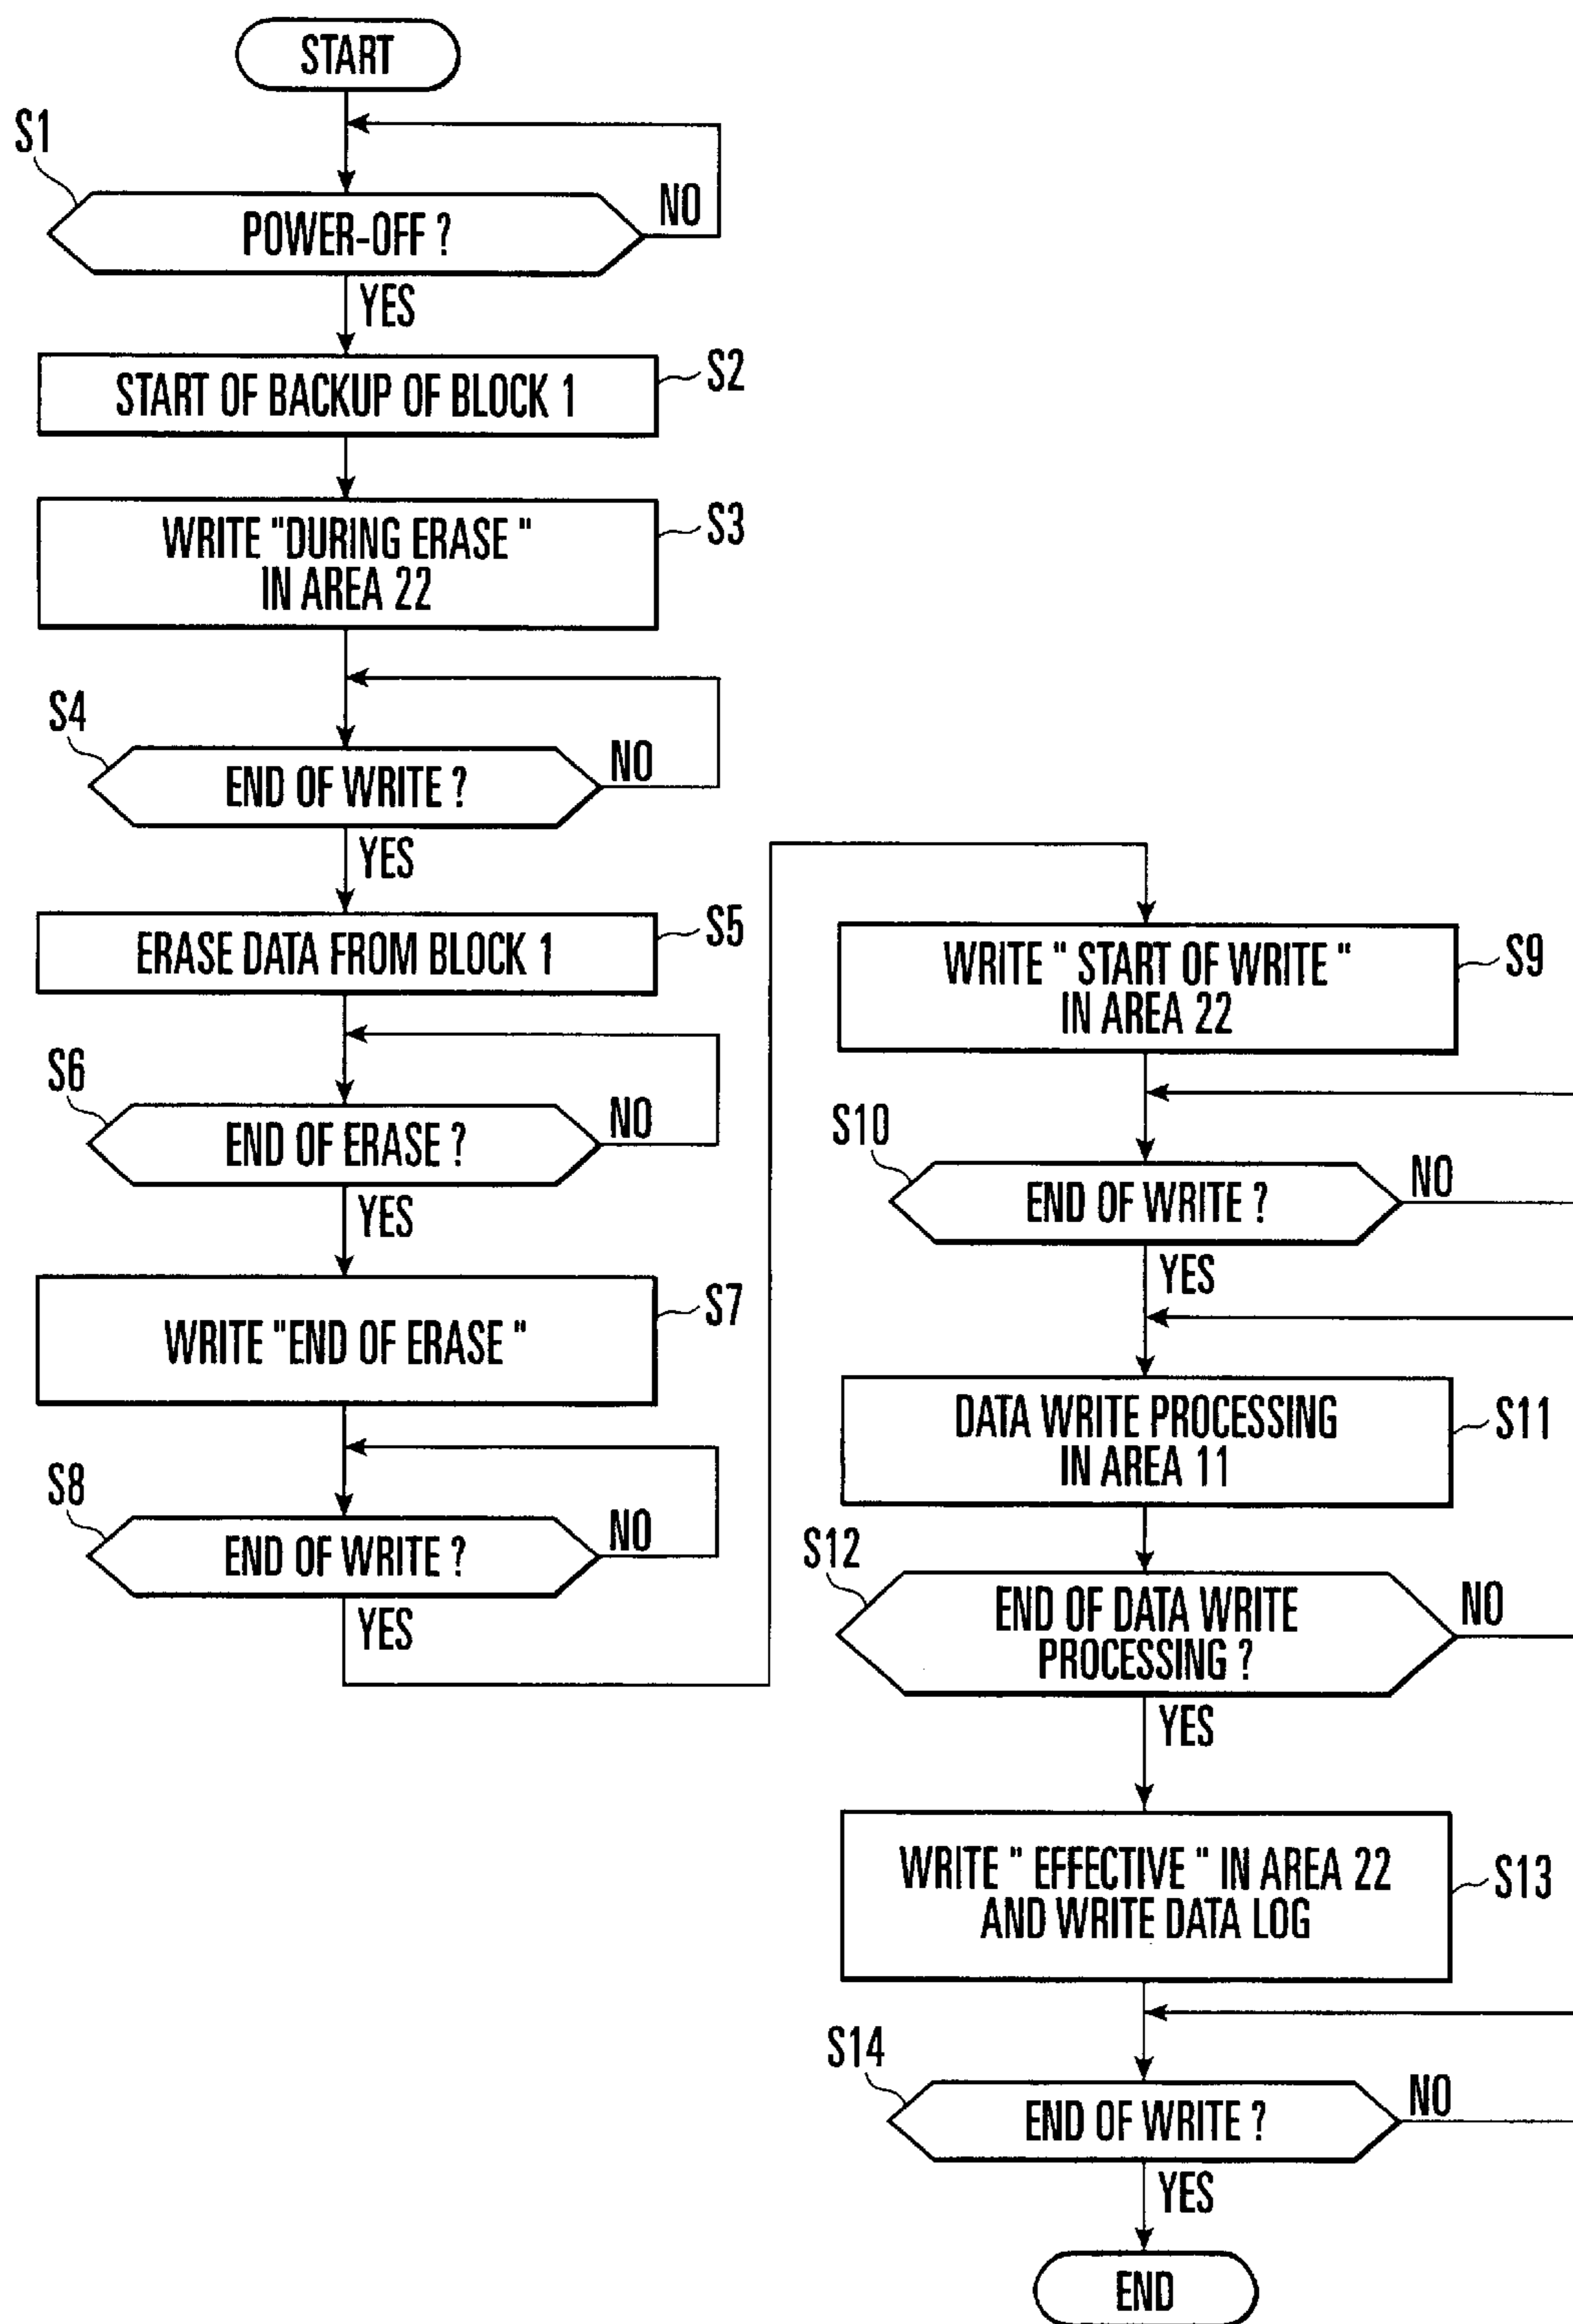 START
S1
POWER-OFF ?
NO
YES
START OF BACKUP OF BLOCK 1
S2
WRITE "DURING ERASE "
IN AREA 22
S3
S4
END OF WRITE ?
NO
YES
ERASE DATA FROM BLOCK 1
S5
S6
END OF ERASE ?
NO
YES
WRITE "END OF ERASE "
S7
S8
END OF WRITE ?
NO
YES
WRITE " START OF WRITE "
IN AREA 22
S9
S10
END OF WRITE ?
NO
YES
DATA WRITE PROCESSING
IN AREA 11
S11
S12
END OF DATA WRITE
PROCESSING ?
NO
YES
WRITE " EFFECTIVE " IN AREA 22
AND WRITE DATA LOG
S13
S14
END OF WRITE ?
NO
YES
END